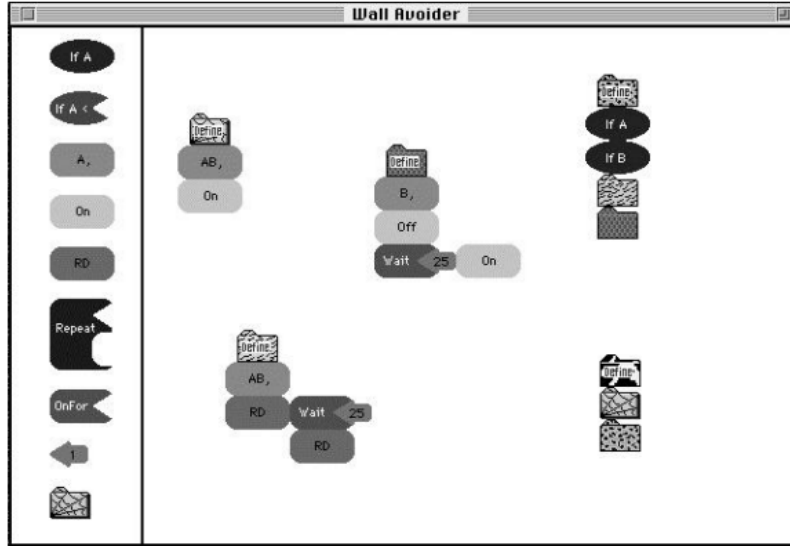 Wall Avoider
If A
If A <
A,
On
RD
Repeat
OnFor
1
Define
AB,
On
Define
B,
Off
Wait 25 On
Define
If A
If B
Define
AB,
RD Wait 25
RD
Define